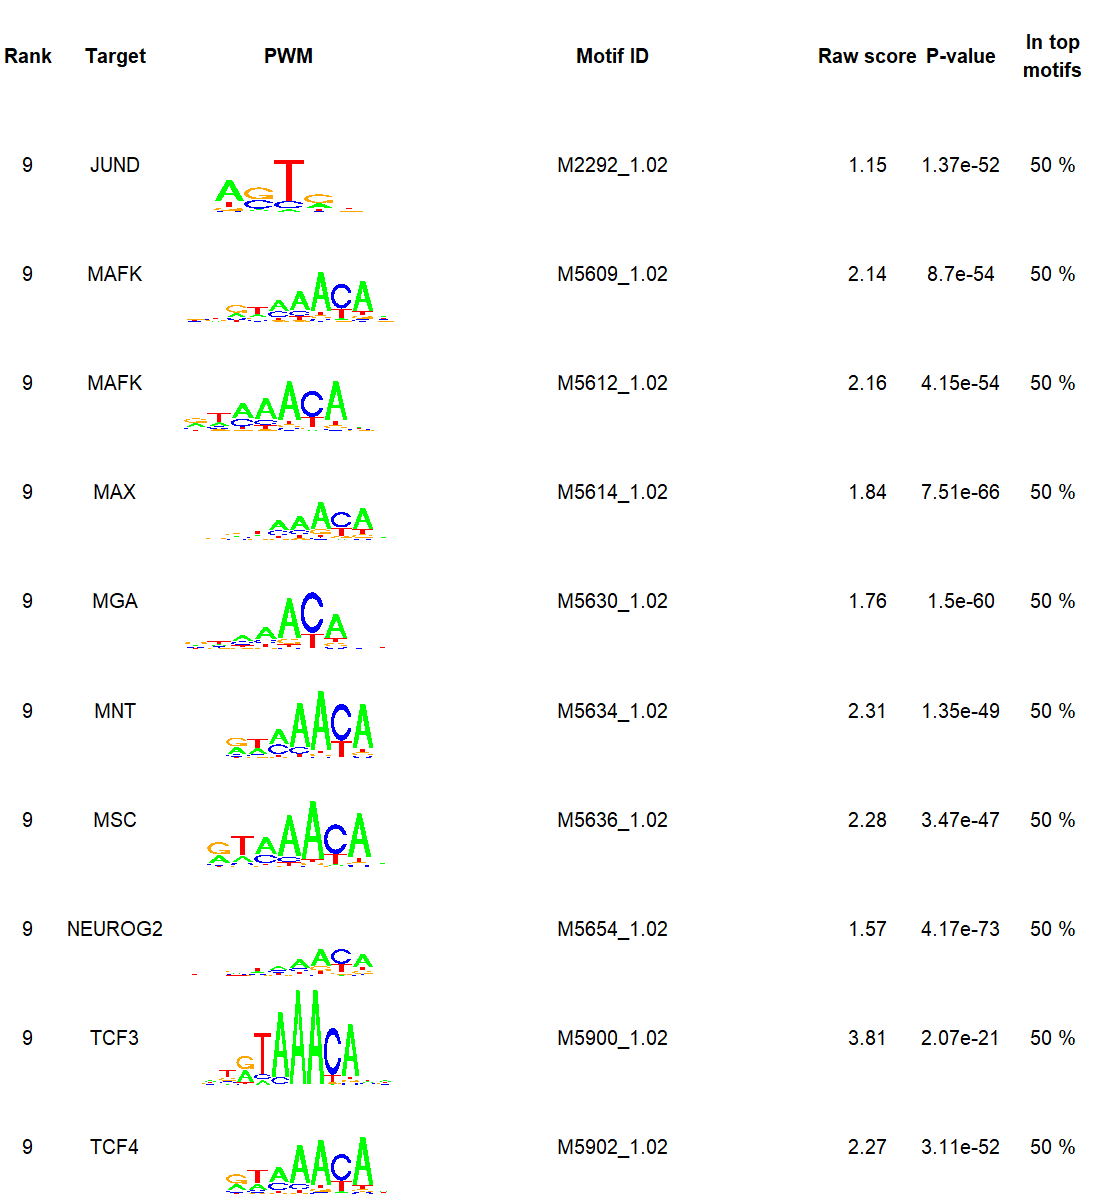 Rank Target PWM Motif ID Raw score P-value In top motifs
9 JUND M2292_1.02 1.15 1.37e-52 50 %
9 MAFK M5609_1.02 2.14 8.7e-54 50 %
9 MAFK M5612_1.02 2.16 4.15e-54 50 %
9 MAX M5614_1.02 1.84 7.51e-66 50 %
9 MGA M5630_1.02 1.76 1.5e-60 50 %
9 MNT M5634_1.02 2.31 1.35e-49 50 %
9 MSC M5636_1.02 2.28 3.47e-47 50 %
9 NEUROG2 M5654_1.02 1.57 4.17e-73 50 %
9 TCF3 M5900_1.02 3.81 2.07e-21 50 %
9 TCF4 M5902_1.02 2.27 3.11e-52 50 %